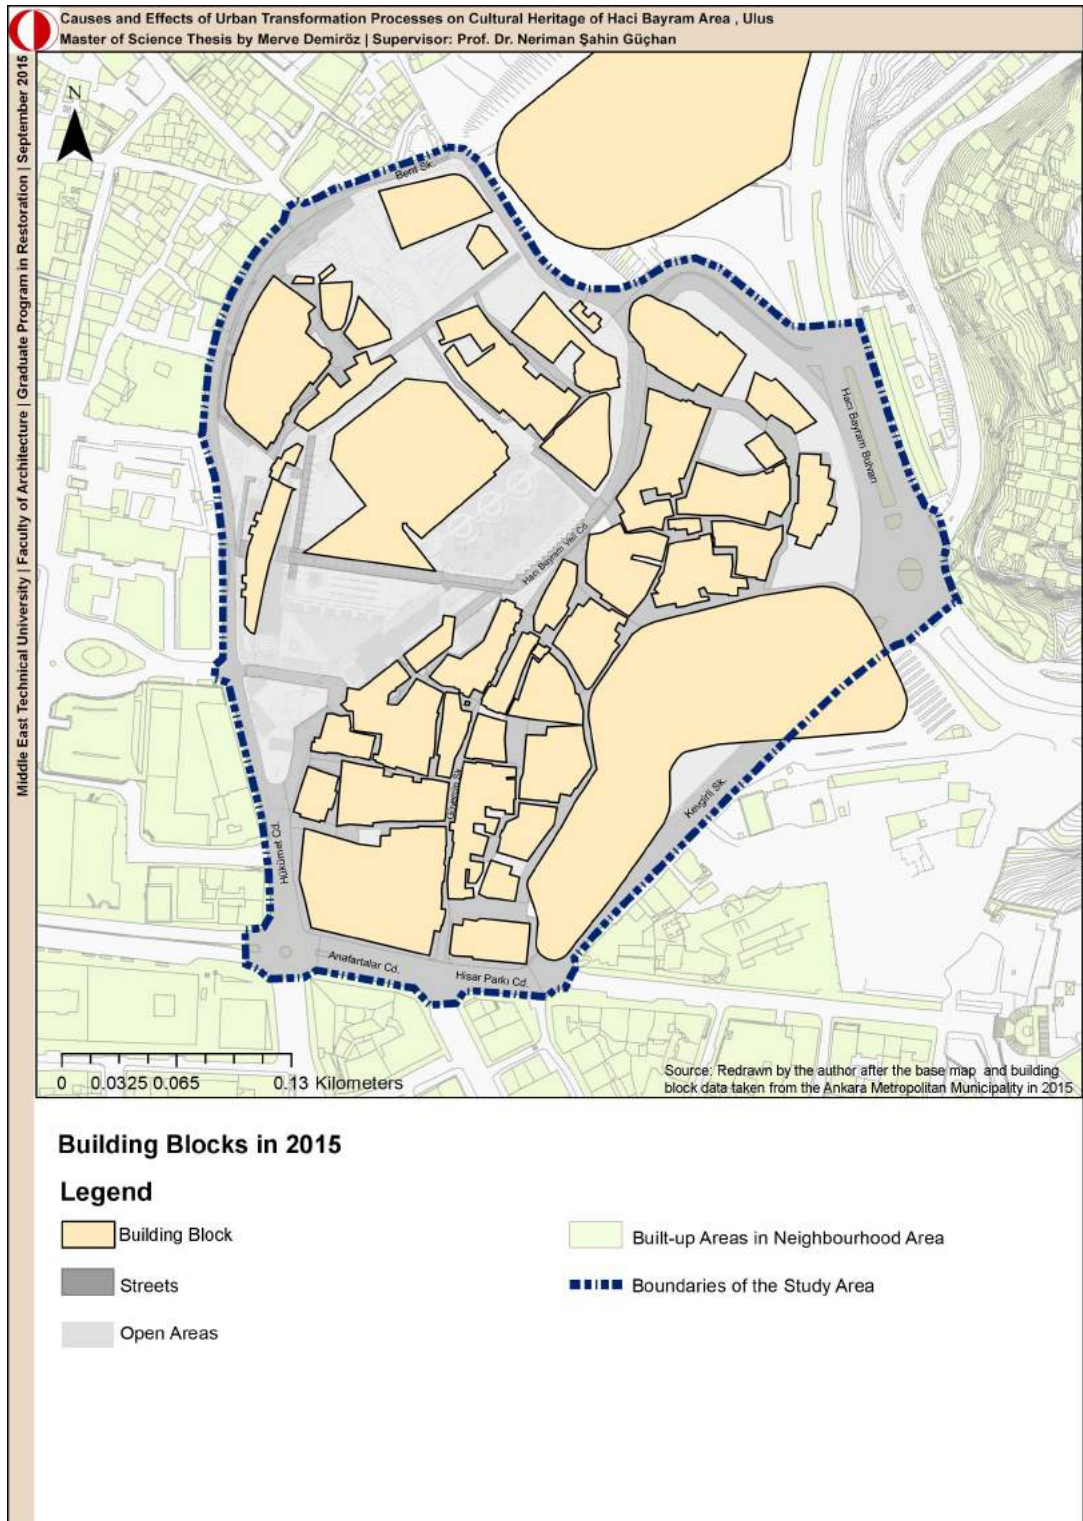 Causes and Effects of Urban Transformation Processes on Cultural Heritage of Haci Bayram Area , Ulus
Master of Science Thesis by Merve Demiröz | Supervisor: Prof. Dr. Neriman Şahin Güçhan
Middle East Technical University | Faculty of Architecture | Graduate Program in Restoration | September 2015
N
Bent Sk.
Hacı Bayram Bulvarı
Hacı Bayram Veli Cd.
Güvercin Sk.
Kevgirli Sk.
Hükümet Cd.
Anafartalar Cd.
Hisar Parkı Cd.
0 0.0325 0.065 0.13 Kilometers
Source: Redrawn by the author after the base map and building
block data taken from the Ankara Metropolitan Municipality in 2015
Building Blocks in 2015
Legend
Building Block
Streets
Open Areas
Built-up Areas in Neighbourhood Area
Boundaries of the Study Area